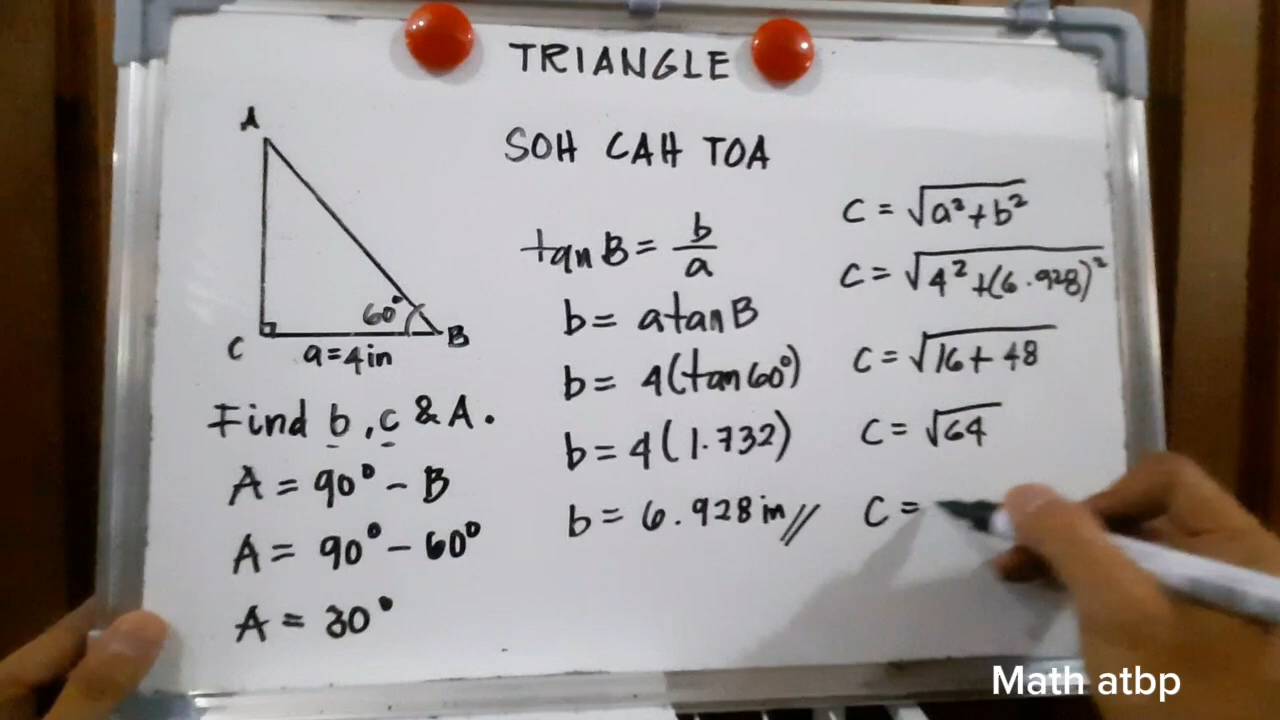 TRIANGLE
SOH CAH TOA
A
60°
C
B
a=4in
Find b, c & A.
A = 90° - B
A = 90° - 60°
A = 30°
tan B = b/a
b = a tan B
b = 4(tan 60°)
b = 4(1.732)
b = 6.928 in //
c = √a²+b²
c = √4²+(6.928)²
c = √16+48
c = √64
c =
Math atbp